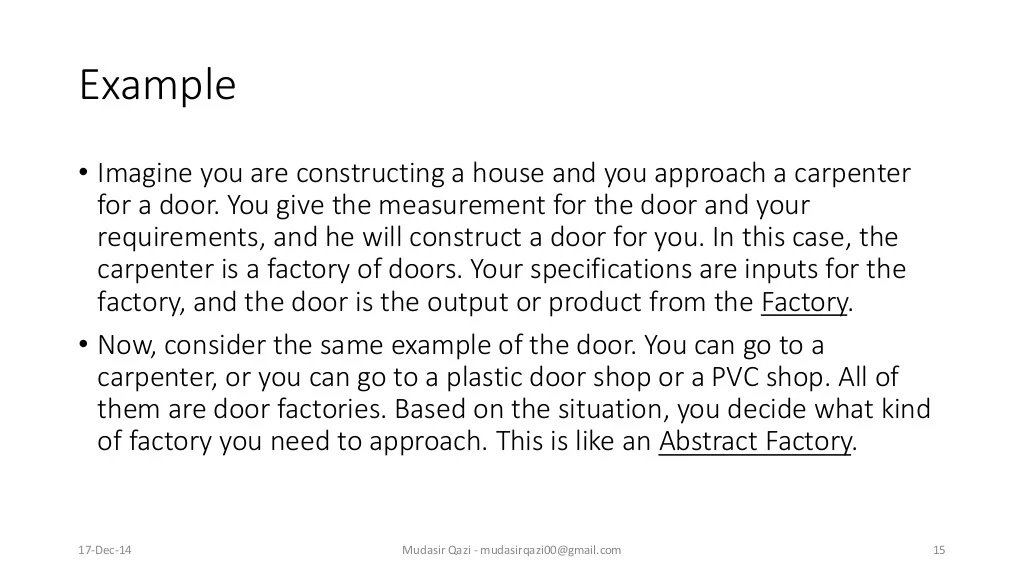 Example
• Imagine you are constructing a house and you approach a carpenter
for a door. You give the measurement for the door and your
requirements, and he will construct a door for you. In this case, the
carpenter is a factory of doors. Your specifications are inputs for the
factory, and the door is the output or product from the Factory.
• Now, consider the same example of the door. You can go to a
carpenter, or you can go to a plastic door shop or a PVC shop. All of
them are door factories. Based on the situation, you decide what kind
of factory you need to approach. This is like an Abstract Factory.
17-Dec-14
Mudasir Qazi - mudasirqazi00@gmail.com
15